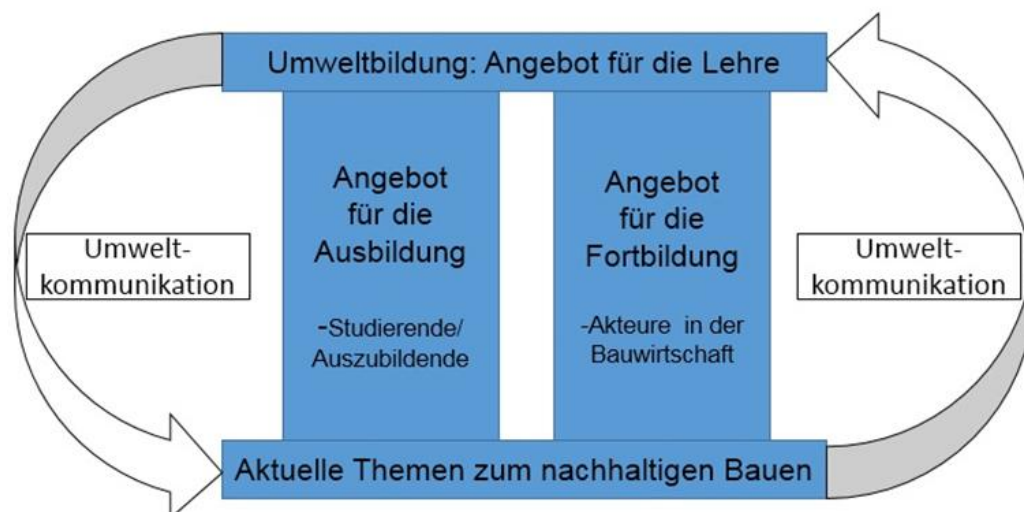 Umweltbildung: Angebot für die Lehre
Angebot
für die
Ausbildung
-Studierende/
Auszubildende
Angebot
für die
Fortbildung
-Akteure in der
Bauwirtschaft
Umwelt-
kommunikation
Umwelt-
kommunikation
Aktuelle Themen zum nachhaltigen Bauen